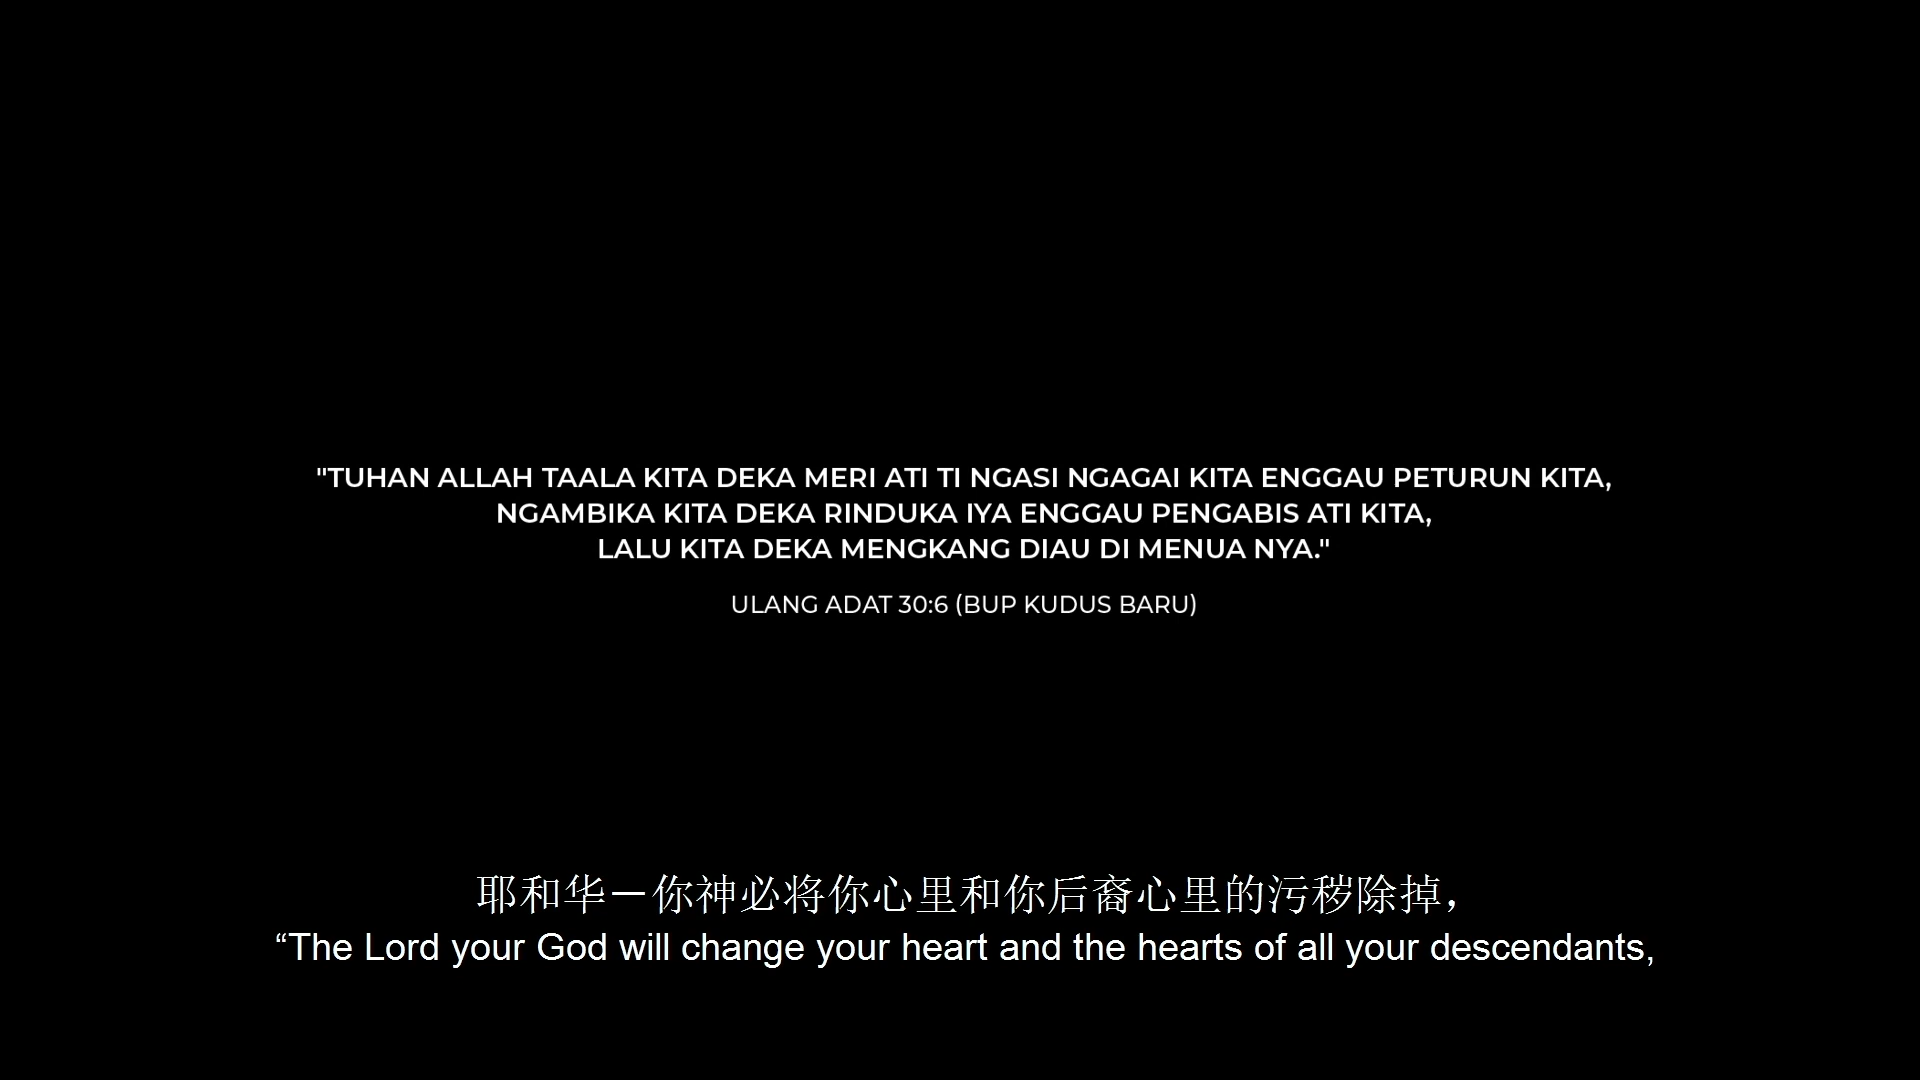 "TUHAN ALLAH TAALA KITA DEKA MERI ATI TI NGASI NGAGAI KITA ENGGAU PETURUN KITA,
NGAMBIKA KITA DEKA RINDUKA IYA ENGGAU PENGABIS ATI KITA,
LALU KITA DEKA MENGKANG DIAU DI MENUA NYA."
ULANG ADAT 30:6 (BUP KUDUS BARU)
耶和华－你神必将你心里和你后裔心里的污秽除掉，
“The Lord your God will change your heart and the hearts of all your descendants,